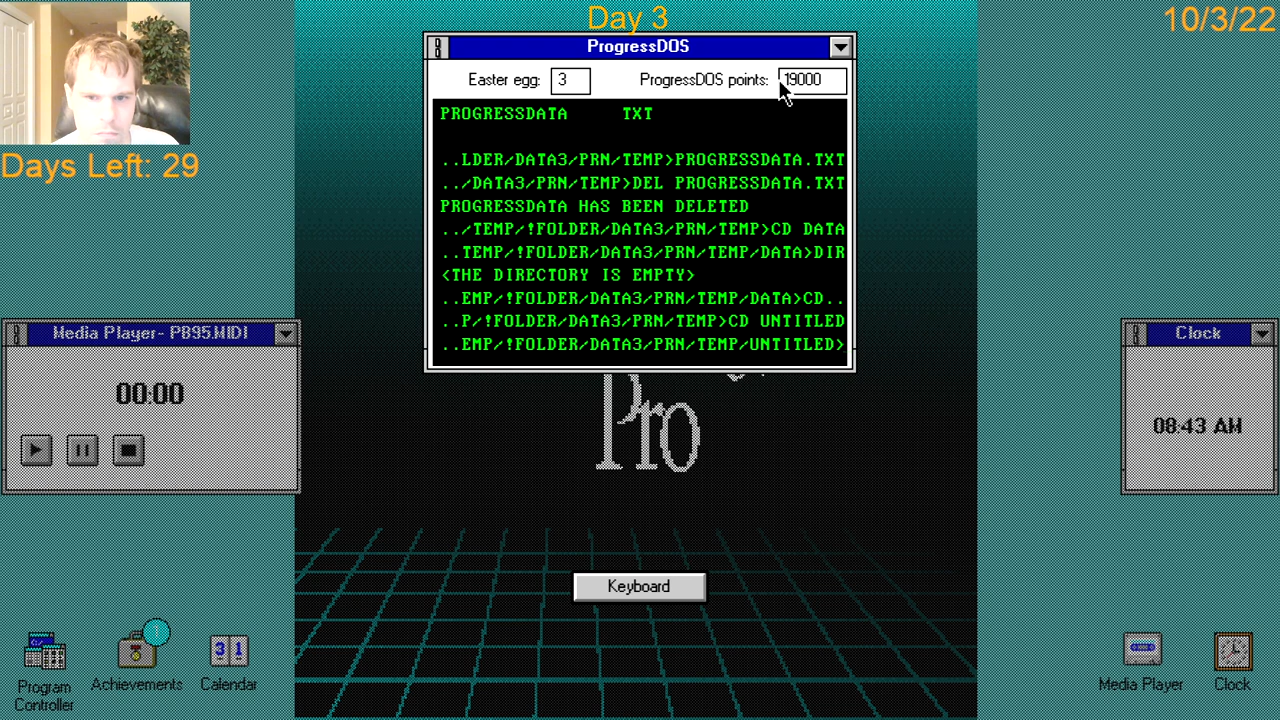 Day 3
10/3/22
ProgressDOS
Easter egg: 3 ProgressDOS points: 19000
PROGRESSDATA TXT
..LDER/DATA3/PRN/TEMP>PROGRESSDATA.TXT
../DATA3/PRN/TEMP>DEL PROGRESSDATA.TXT
PROGRESSDATA HAS BEEN DELETED
../TEMP/!FOLDER/DATA3/PRN/TEMP>CD DATA
..TEMP/!FOLDER/DATA3/PRN/TEMP/DATA>DIR
<THE DIRECTORY IS EMPTY>
..EMP/!FOLDER/DATA3/PRN/TEMP/DATA>CD..
..P/!FOLDER/DATA3/PRN/TEMP>CD UNTITLED
..EMP/!FOLDER/DATA3/PRN/TEMP/UNTITLED>
Days Left: 29
Media Player- PB95.MIDI
00:00
Clock
08:43 AM
Pro
Keyboard
Program
Controller
1
Achievements
31
Calendar
Media Player
Clock